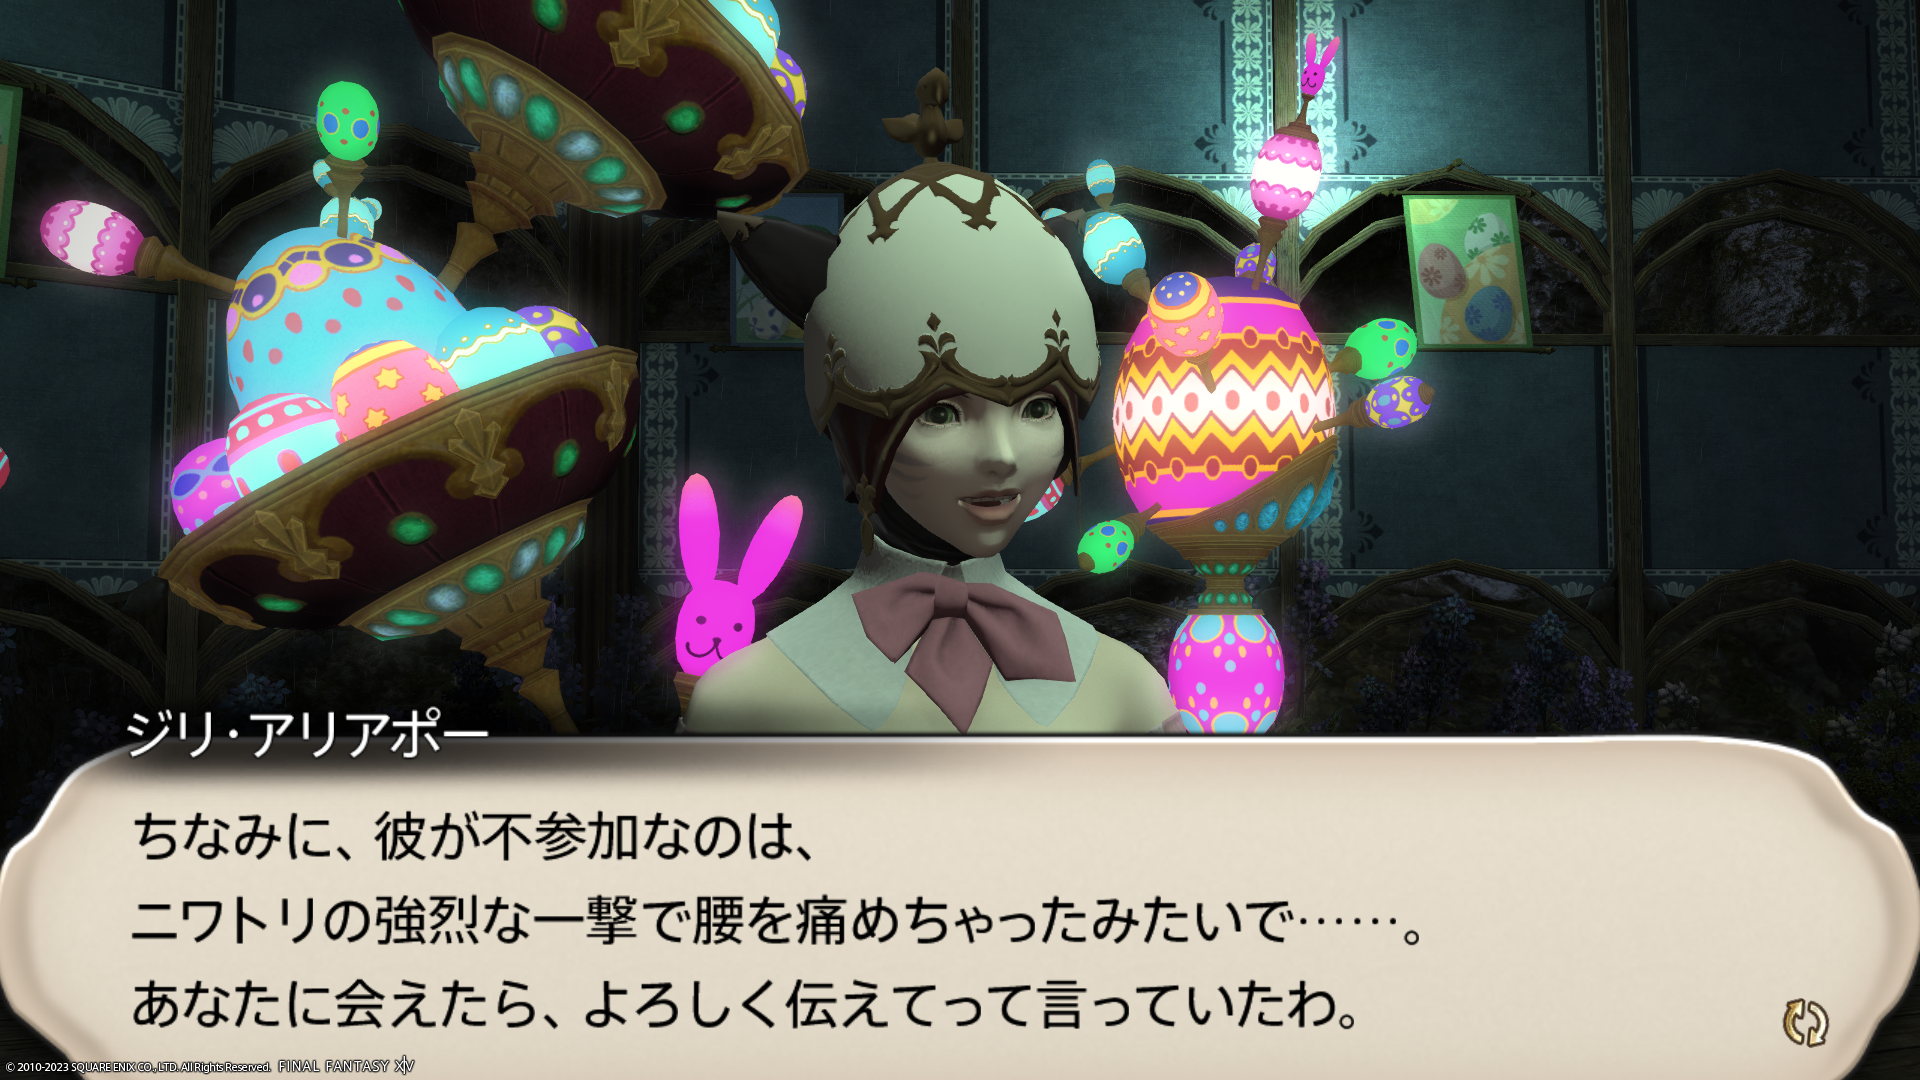 ジリ・アリアポー
ちなみに、彼が不参加なのは、
ニワトリの強烈な一撃で腰を痛めちゃったみたいで……。
あなたに会えたら、よろしく伝えてって言っていたわ。
© 2010-2023 SQUARE ENIX CO., LTD. All Rights Reserved. FINAL FANTASY XIV